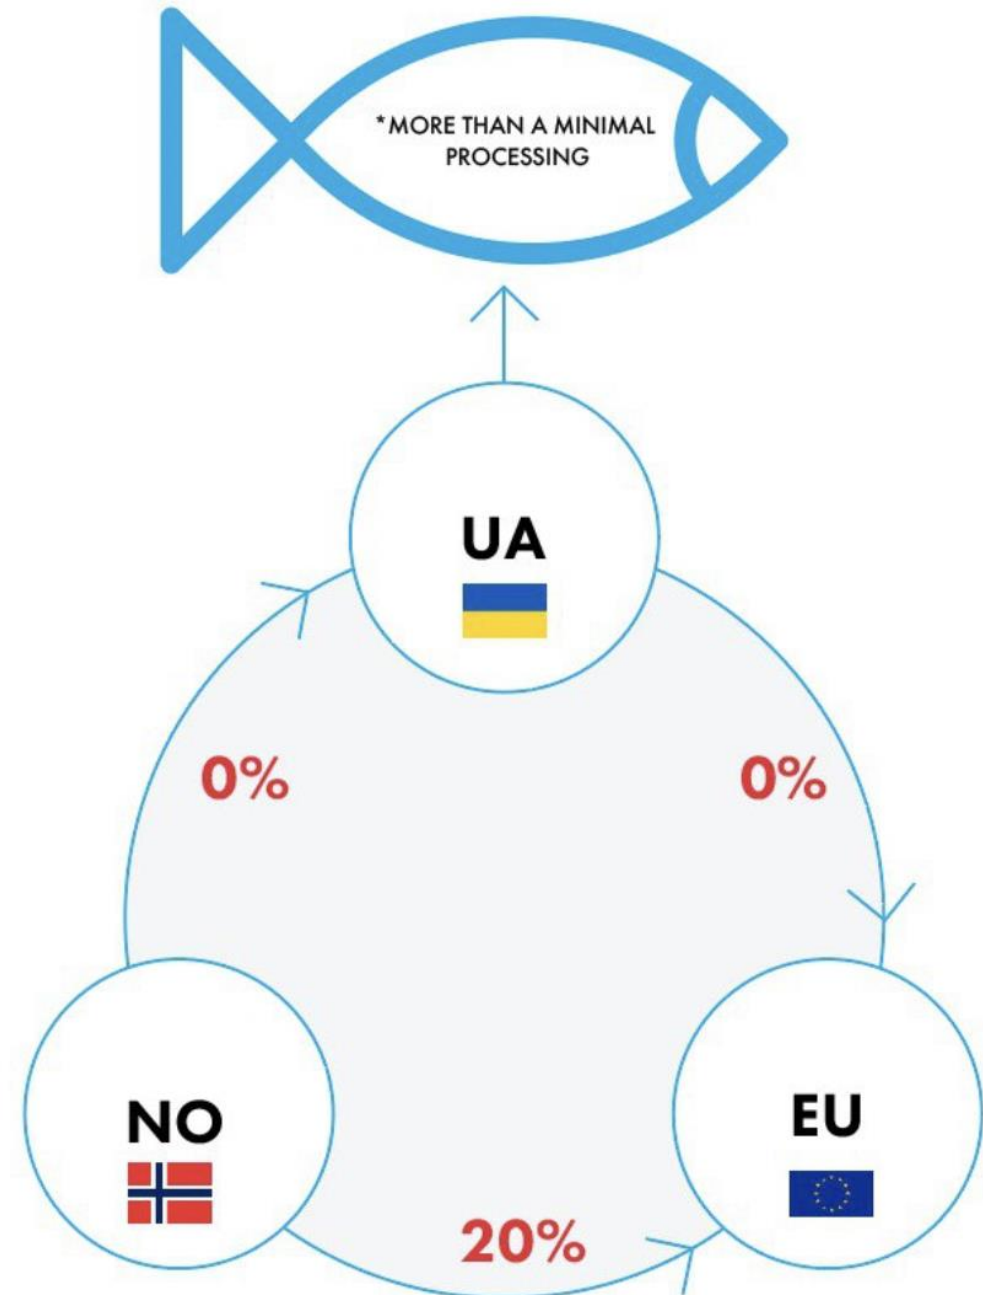 *MORE THAN A MINIMAL
PROCESSING
UA
0%
0%
NO
EU
20%